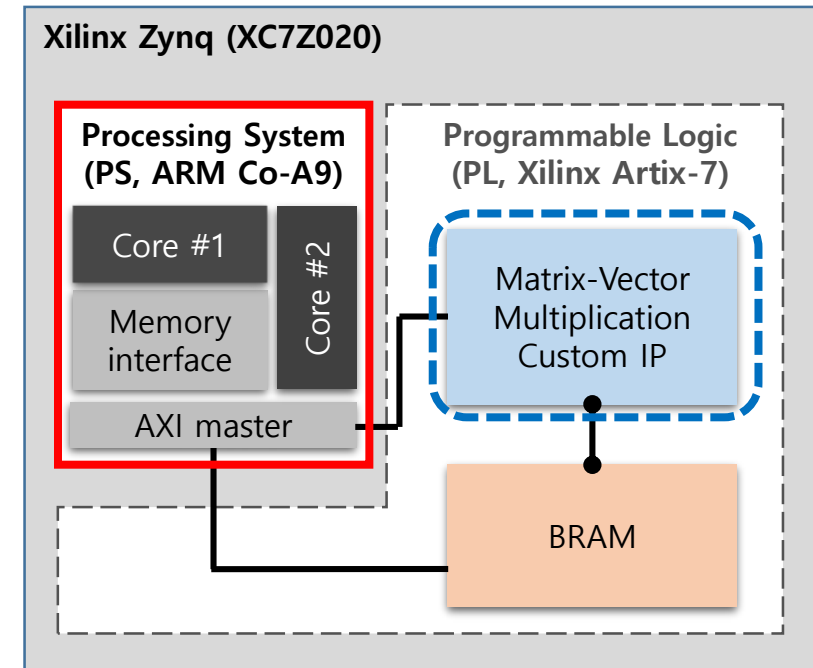 Xilinx Zynq (XC7Z020)
Processing System
(PS, ARM Co-A9)
Core #1
Core #2
Memory
interface
AXI master
Programmable Logic
(PL, Xilinx Artix-7)
Matrix-Vector
Multiplication
Custom IP
BRAM